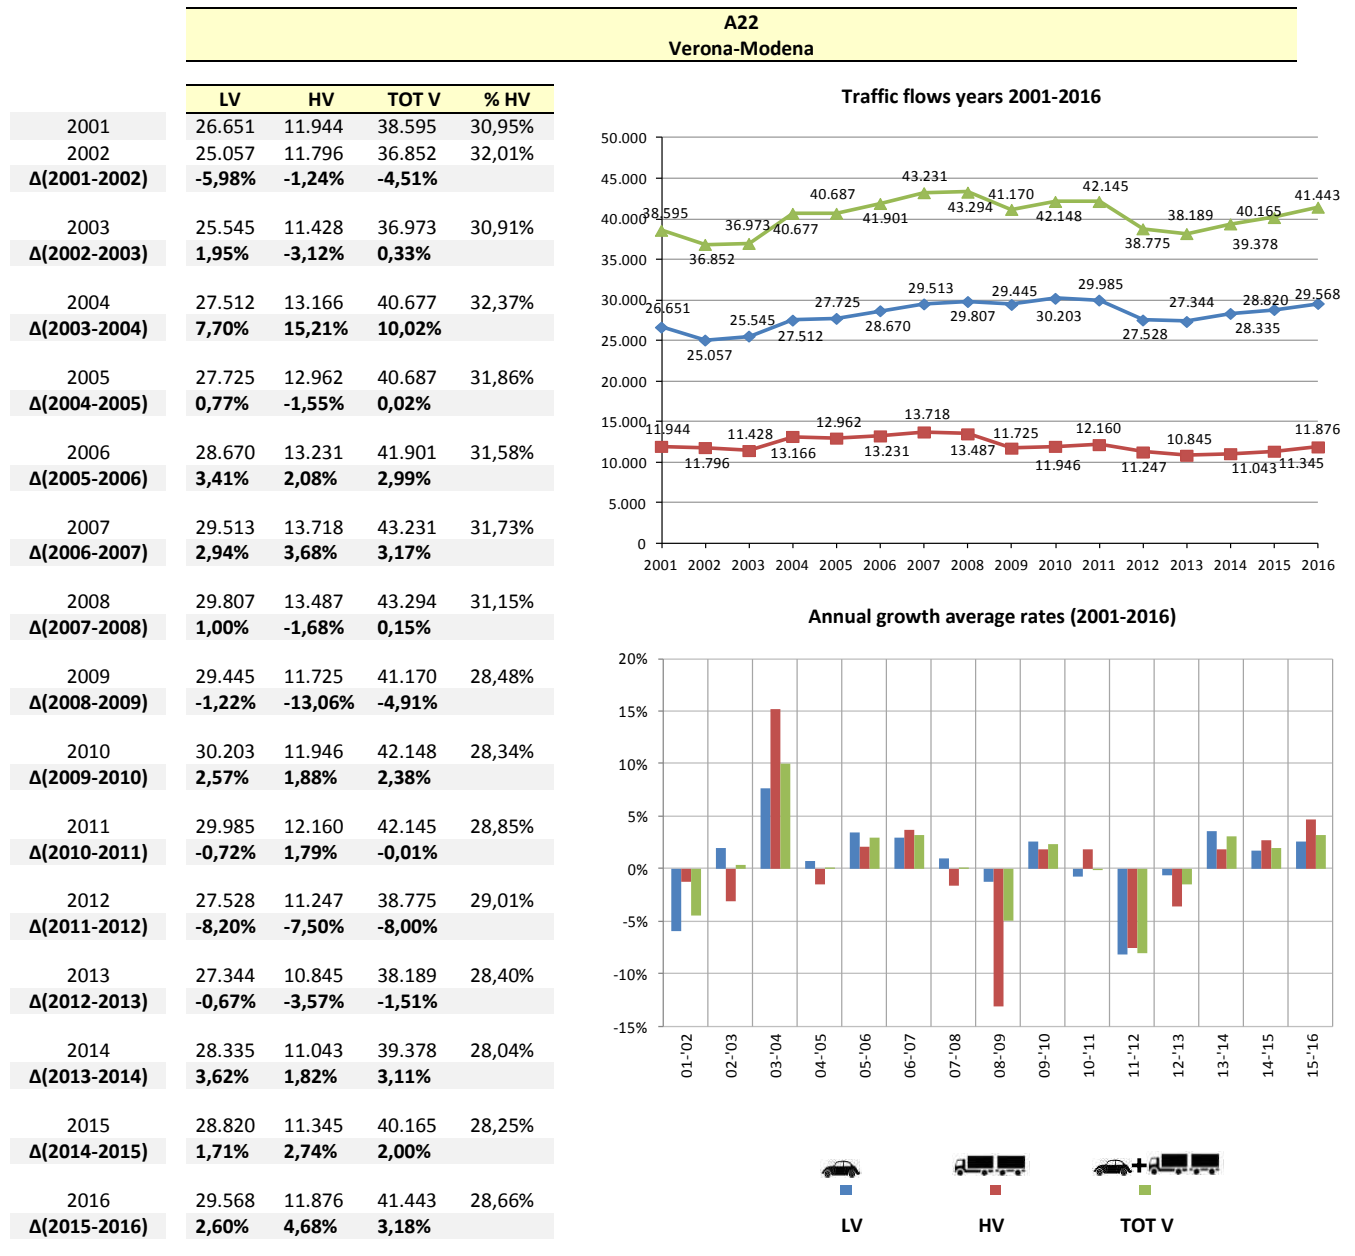 A22
Verona-Modena
LV HV TOT V % HV
2001 26.651 11.944 38.595 30,95%
2002 25.057 11.796 36.852 32,01%
Δ(2001-2002) -5,98% -1,24% -4,51%
2003 25.545 11.428 36.973 30,91%
Δ(2002-2003) 1,95% -3,12% 0,33%
2004 27.512 13.166 40.677 32,37%
Δ(2003-2004) 7,70% 15,21% 10,02%
2005 27.725 12.962 40.687 31,86%
Δ(2004-2005) 0,77% -1,55% 0,02%
2006 28.670 13.231 41.901 31,58%
Δ(2005-2006) 3,41% 2,08% 2,99%
2007 29.513 13.718 43.231 31,73%
Δ(2006-2007) 2,94% 3,68% 3,17%
2008 29.807 13.487 43.294 31,15%
Δ(2007-2008) 1,00% -1,68% 0,15%
2009 29.445 11.725 41.170 28,48%
Δ(2008-2009) -1,22% -13,06% -4,91%
2010 30.203 11.946 42.148 28,34%
Δ(2009-2010) 2,57% 1,88% 2,38%
2011 29.985 12.160 42.145 28,85%
Δ(2010-2011) -0,72% 1,79% -0,01%
2012 27.528 11.247 38.775 29,01%
Δ(2011-2012) -8,20% -7,50% -8,00%
2013 27.344 10.845 38.189 28,40%
Δ(2012-2013) -0,67% -3,57% -1,51%
2014 28.335 11.043 39.378 28,04%
Δ(2013-2014) 3,62% 1,82% 3,11%
2015 28.820 11.345 40.165 28,25%
Δ(2014-2015) 1,71% 2,74% 2,00%
2016 29.568 11.876 41.443 28,66%
Δ(2015-2016) 2,60% 4,68% 3,18%
Traffic flows years 2001-2016
50.000
45.000
40.000
35.000
30.000
25.000
20.000
15.000
10.000
5.000
0
38.595 36.852 36.973 40.677 40.687 41.901 43.231 43.294 41.170 42.148 42.145 38.775 38.189 39.378 40.165 41.443
26.651 25.057 25.545 27.512 27.725 28.670 29.513 29.807 29.445 30.203 29.985 27.528 27.344 28.335 28.820 29.568
11.944 11.796 11.428 13.166 12.962 13.231 13.718 13.487 11.725 11.946 12.160 11.247 10.845 11.043 11.345 11.876
2001 2002 2003 2004 2005 2006 2007 2008 2009 2010 2011 2012 2013 2014 2015 2016
Annual growth average rates (2001-2016)
20%
15%
10%
5%
0%
-5%
-10%
-15%
01-'02 02-'03 03-'04 04-'05 05-'06 06-'07 07-'08 08-'09 09-'10 10-'11 11-'12 12-'13 13-'14 14-'15 15-'16
+
LV HV TOT V